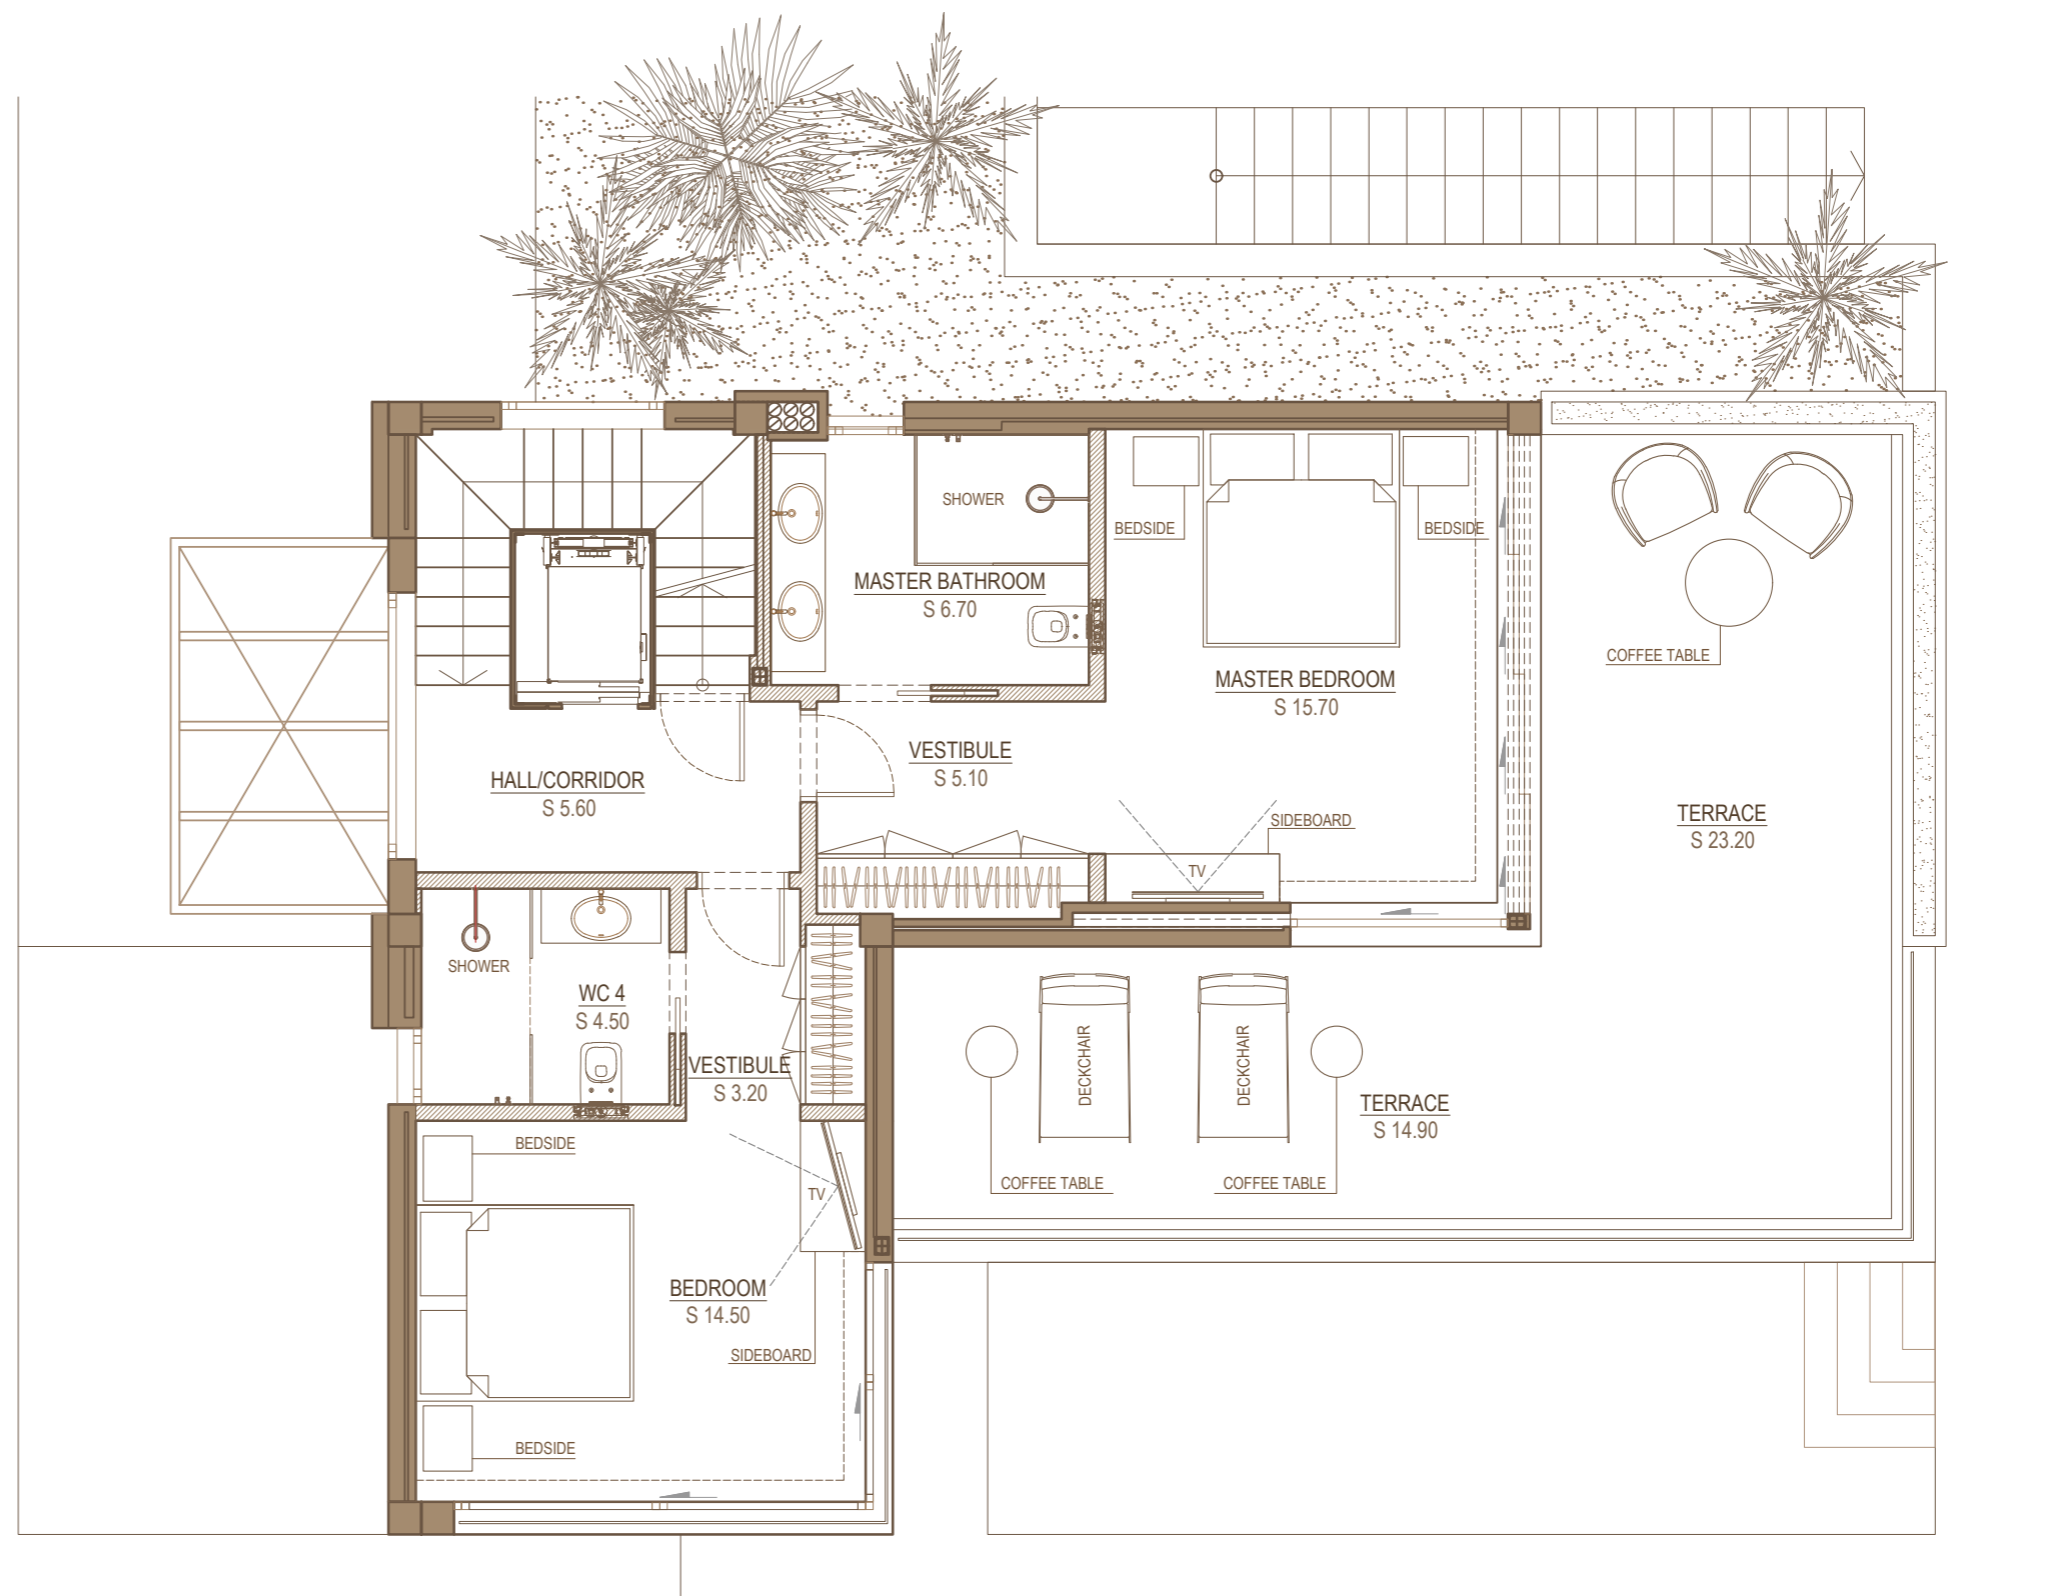 SHOWER
BEDSIDE
BEDSIDE
MASTER BATHROOM
S 6.70
COFFEE TABLE
MASTER BEDROOM
S 15.70
VESTIBULE
S 5.10
HALL/CORRIDOR
S 5.60
SIDEBOARD
TERRACE
S 23.20
TV
SHOWER
WC 4
S 4.50
DECKCHAIR
DECKCHAIR
VESTIBULE
S 3.20
TERRACE
S 14.90
BEDSIDE
COFFEE TABLE
COFFEE TABLE
TV
BEDROOM
S 14.50
SIDEBOARD
BEDSIDE